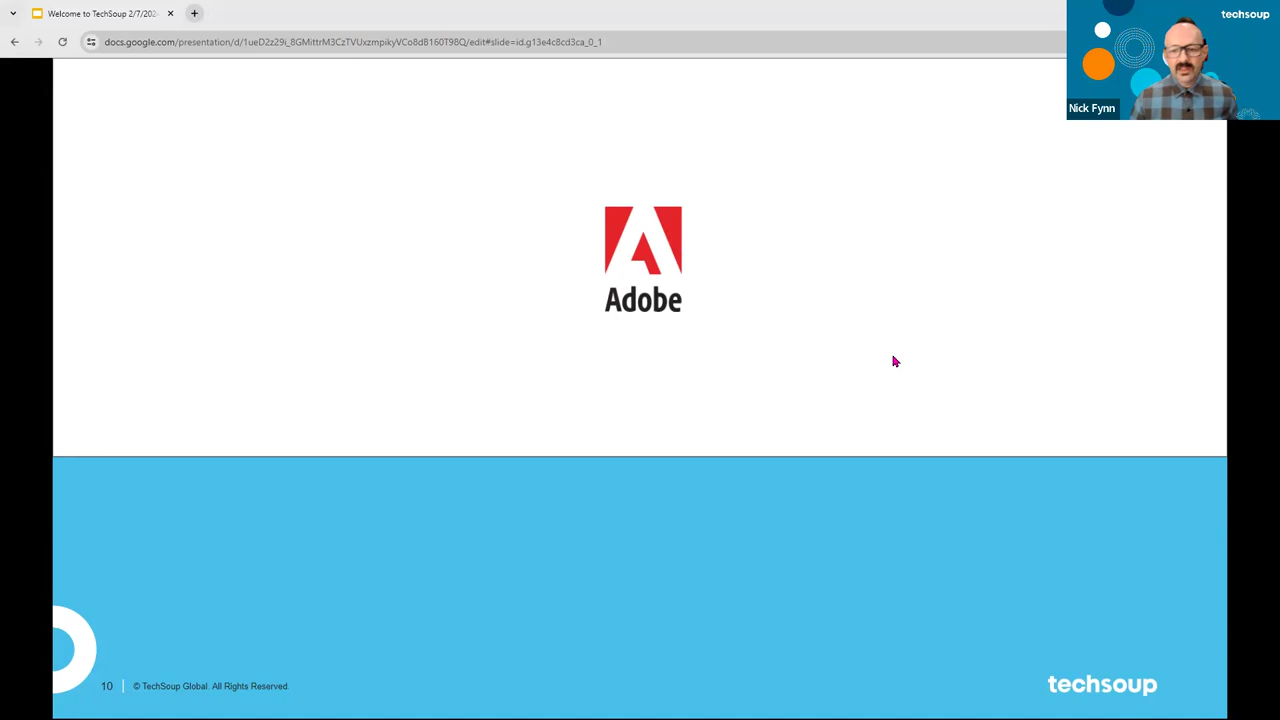 Welcome to TechSoup 2/7/202
docs.google.com/presentation/d/1ueD2z29i_8GMittrM3CzTVUxzmpikyVCo8dB160T98Q/edit#slide=id.g13e4c8cd3ca_0_1
techsoup
Nick Fynn
Adobe
10
© TechSoup Global. All Rights Reserved.
techsoup